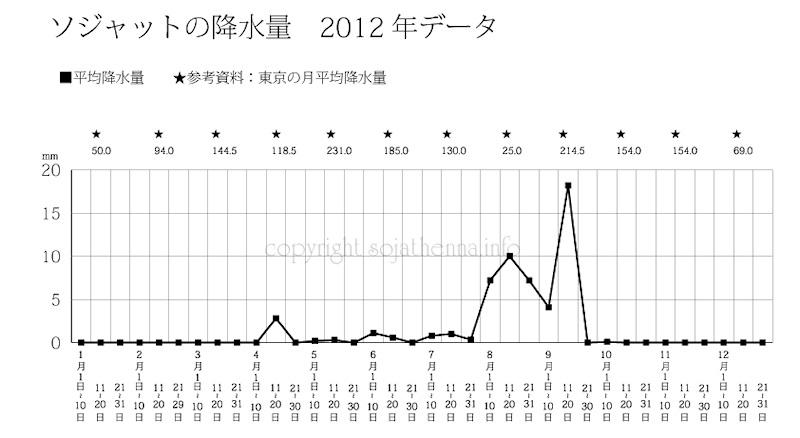 ソジャットの降水量　2012年データ
■平均降水量　★参考資料：東京の月平均降水量
★ ★ ★ ★ ★ ★ ★ ★ ★ ★ ★ ★
50.0 94.0 144.5 118.5 231.0 185.0 130.0 25.0 214.5 154.0 154.0 69.0
mm
20
15
10
5
0
copyright sojathenna.info
1月1日~10日
11~20日
21~31日
2月1日~10日
11~20日
21~29日
3月1日~10日
11~20日
21~31日
4月1日~10日
11~20日
21~30日
5月1日~10日
11~20日
21~31日
6月1日~10日
11~20日
21~30日
7月1日~10日
11~20日
21~31日
8月1日~10日
11~20日
21~31日
9月1日~10日
11~20日
21~30日
10月1日~10日
11~20日
21~31日
11月1日~10日
11~20日
21~30日
12月1日~10日
11~20日
21~31日